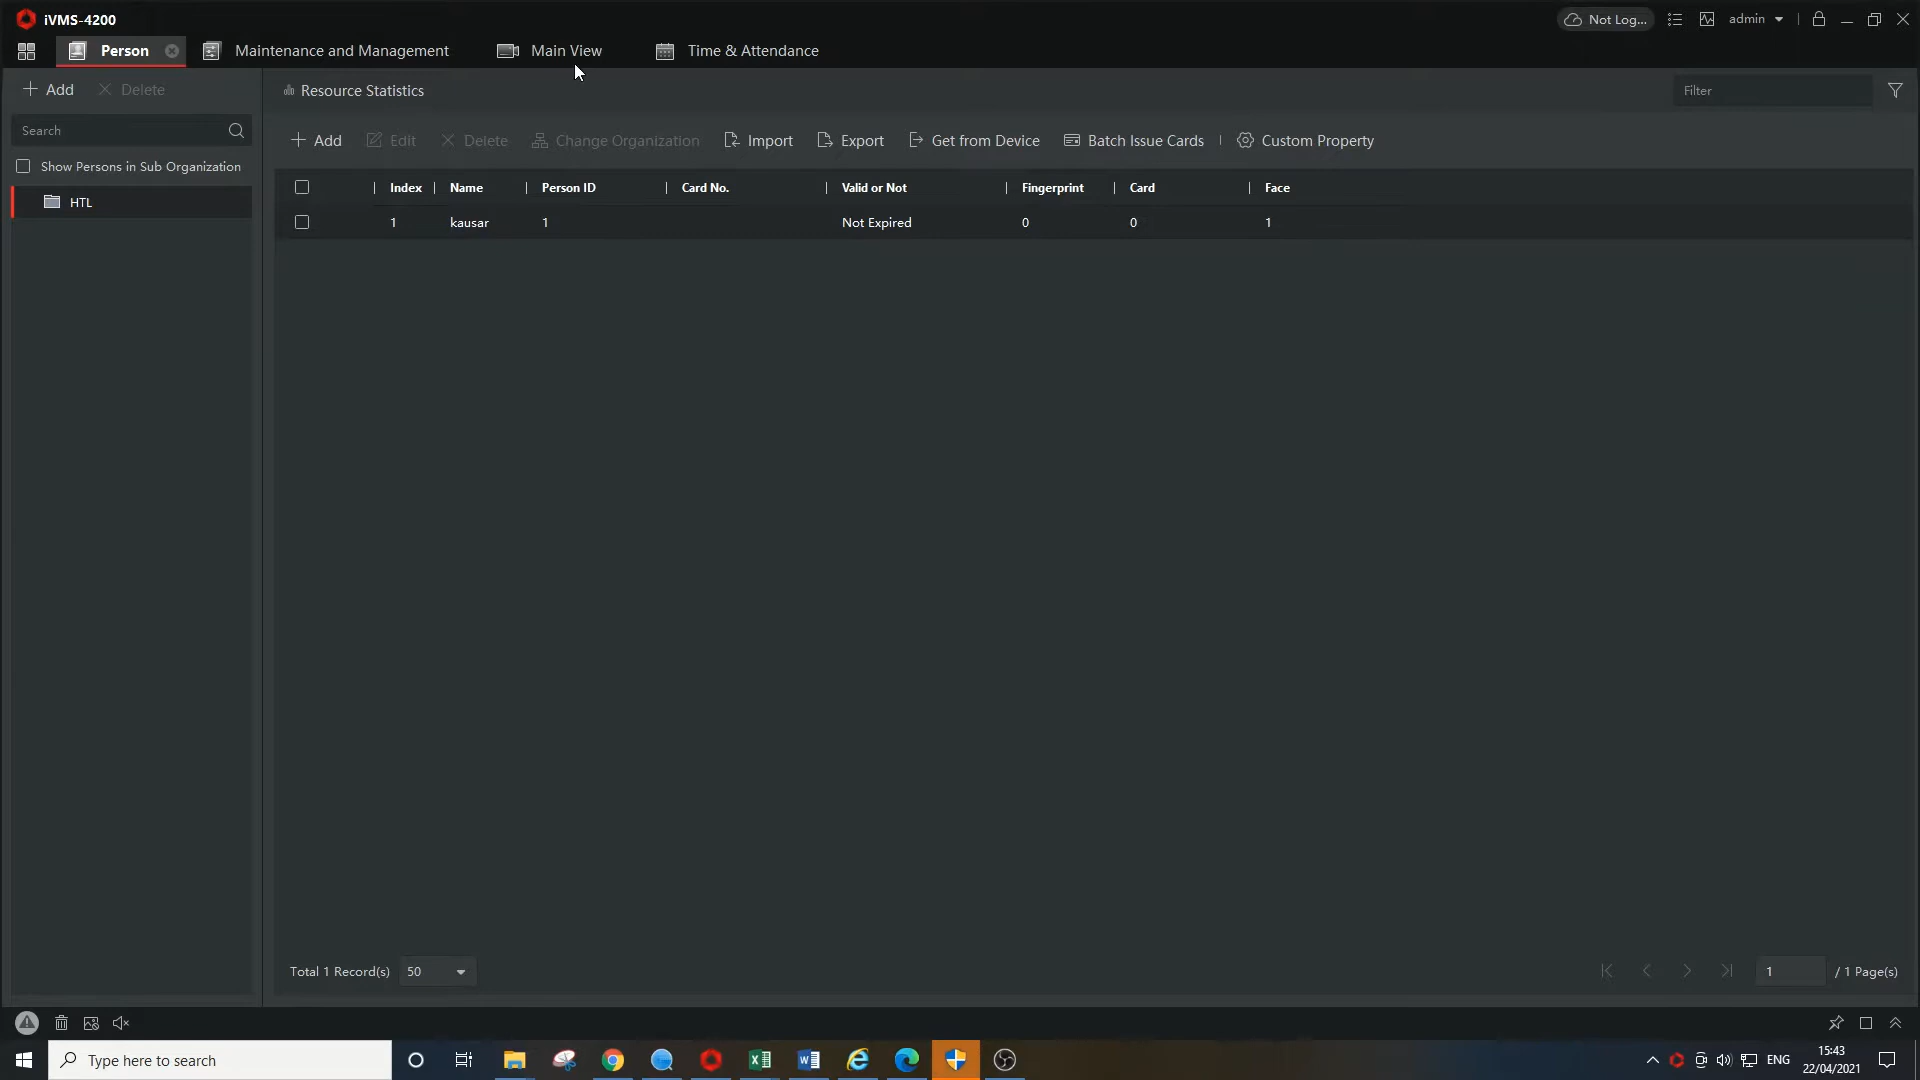 iVMS-4200
Not Log...
admin
Person
Maintenance and Management
Main View
Time & Attendance
Add
Delete
Resource Statistics
Filter
Search
Add
Edit
Delete
Change Organization
Import
Export
Get from Device
Batch Issue Cards
Custom Property
Show Persons in Sub Organization
HTL
Index
Name
Person ID
Card No.
Valid or Not
Fingerprint
Card
Face
1
kausar
1
Not Expired
0
0
1
Total 1 Record(s)
50
1
/ 1 Page(s)
Type here to search
ENG
15:43
22/04/2021